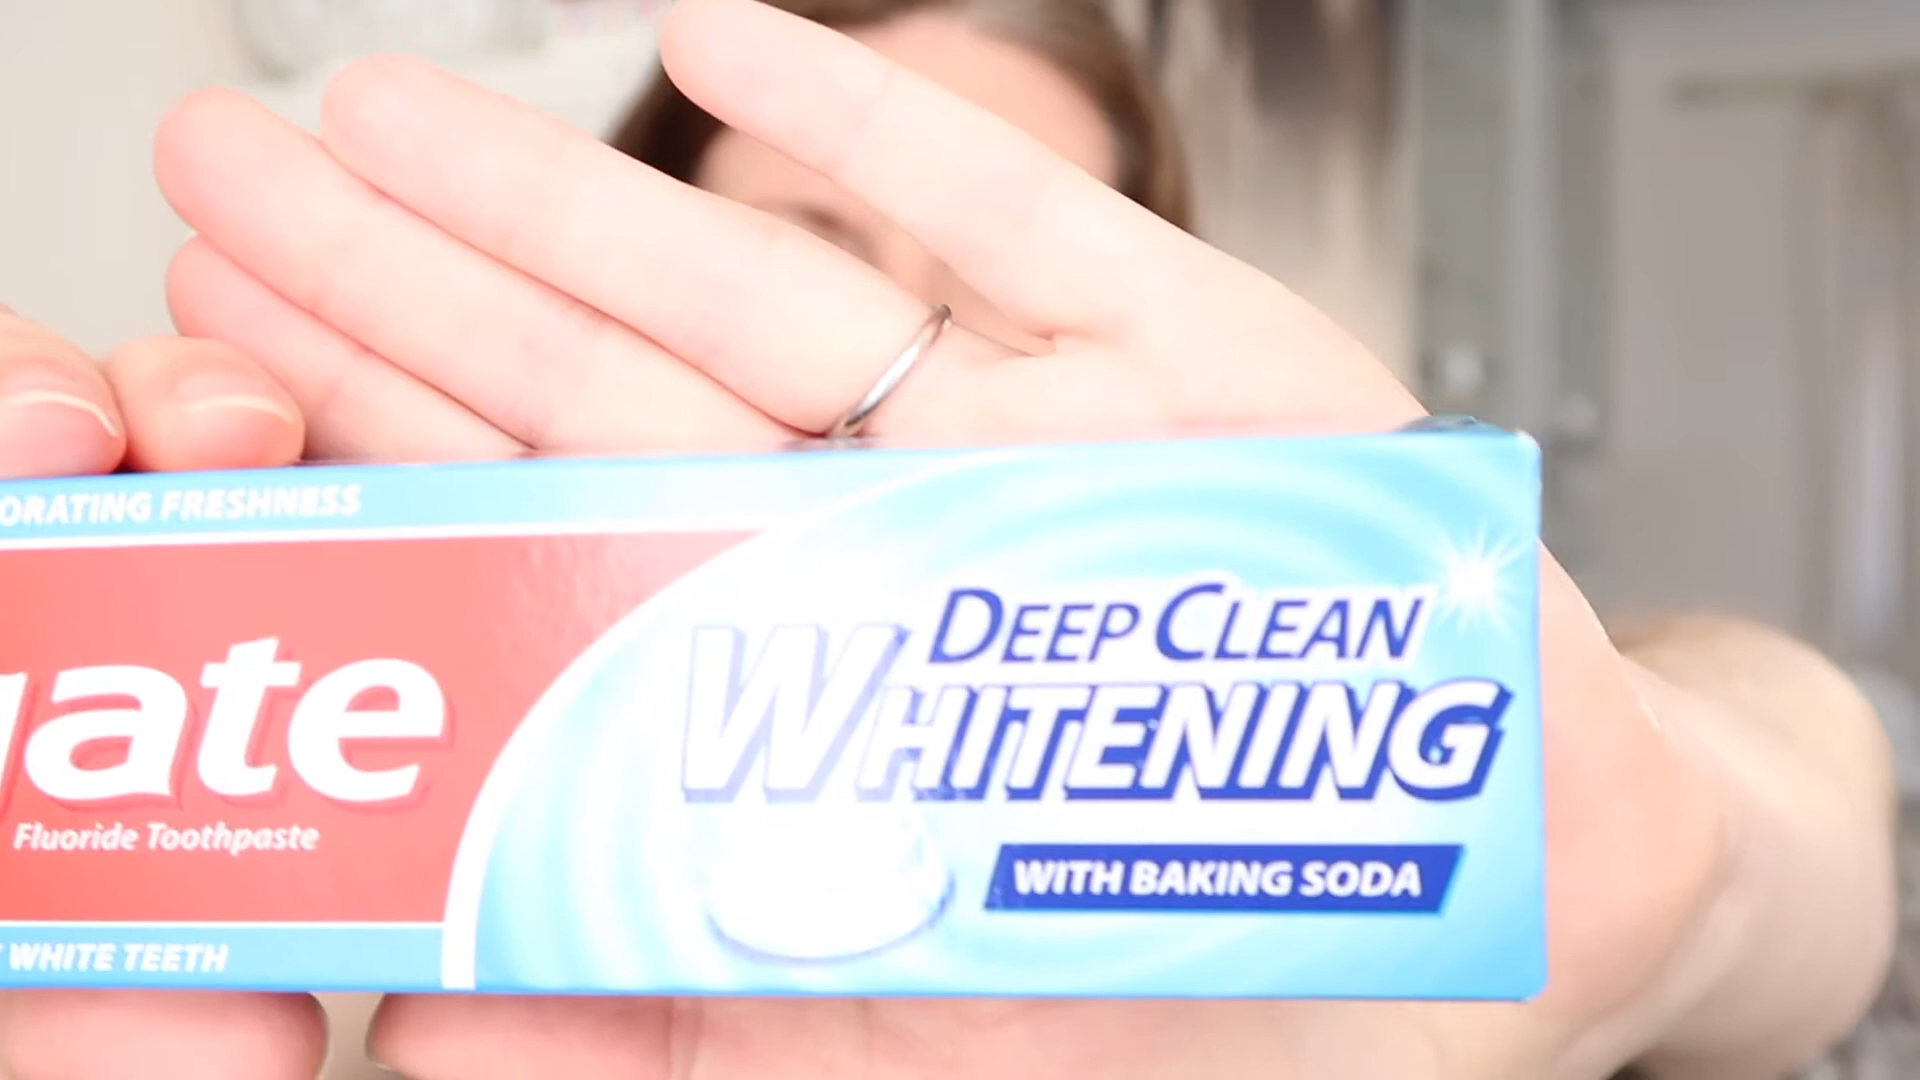 ORATING FRESHNESS
gate
Fluoride Toothpaste
WHITE TEETH
DEEP CLEAN
WHITENING
WITH BAKING SODA